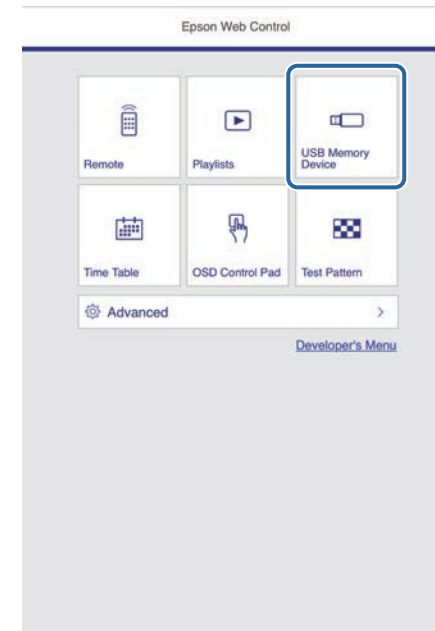 Epson Web Control
Remote
Playlists
USB Memory
Device
Time Table
OSD Control Pad
Test Pattern
Advanced
Developer's Menu